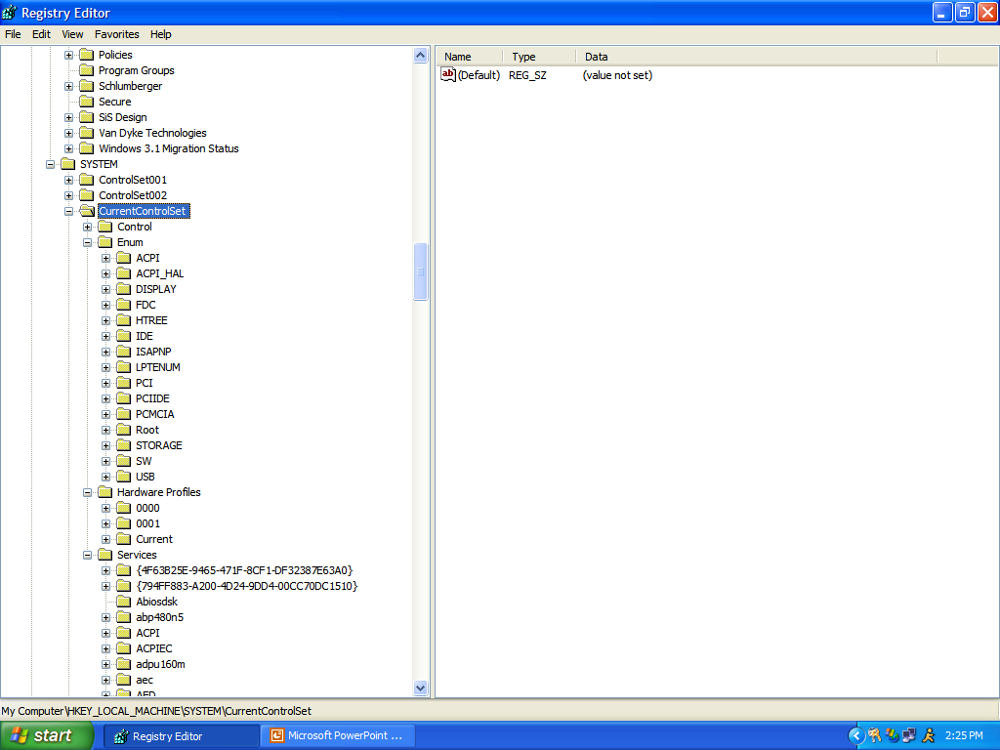 Registry Editor
File Edit View Favorites Help
Policies
Program Groups
Schlumberger
Secure
SiS Design
Van Dyke Technologies
Windows 3.1 Migration Status
SYSTEM
ControlSet001
ControlSet002
CurrentControlSet
Control
Enum
ACPI
ACPI_HAL
DISPLAY
FDC
HTREE
IDE
ISAPNP
LPTENUM
PCI
PCIIDE
PCMCIA
Root
STORAGE
SW
USB
Hardware Profiles
0000
0001
Current
Services
{4F63B25E-9465-471F-8CF1-DF32387E63A0}
{794FF883-A200-4D24-9DD4-00CC70DC1510}
Abiosdsk
abp480n5
ACPI
ACPIEC
adpu160m
aec
Name Type Data
ab (Default) REG_SZ (value not set)
My Computer\HKEY_LOCAL_MACHINE\SYSTEM\CurrentControlSet
start Registry Editor Microsoft PowerPoint ... 2:25 PM